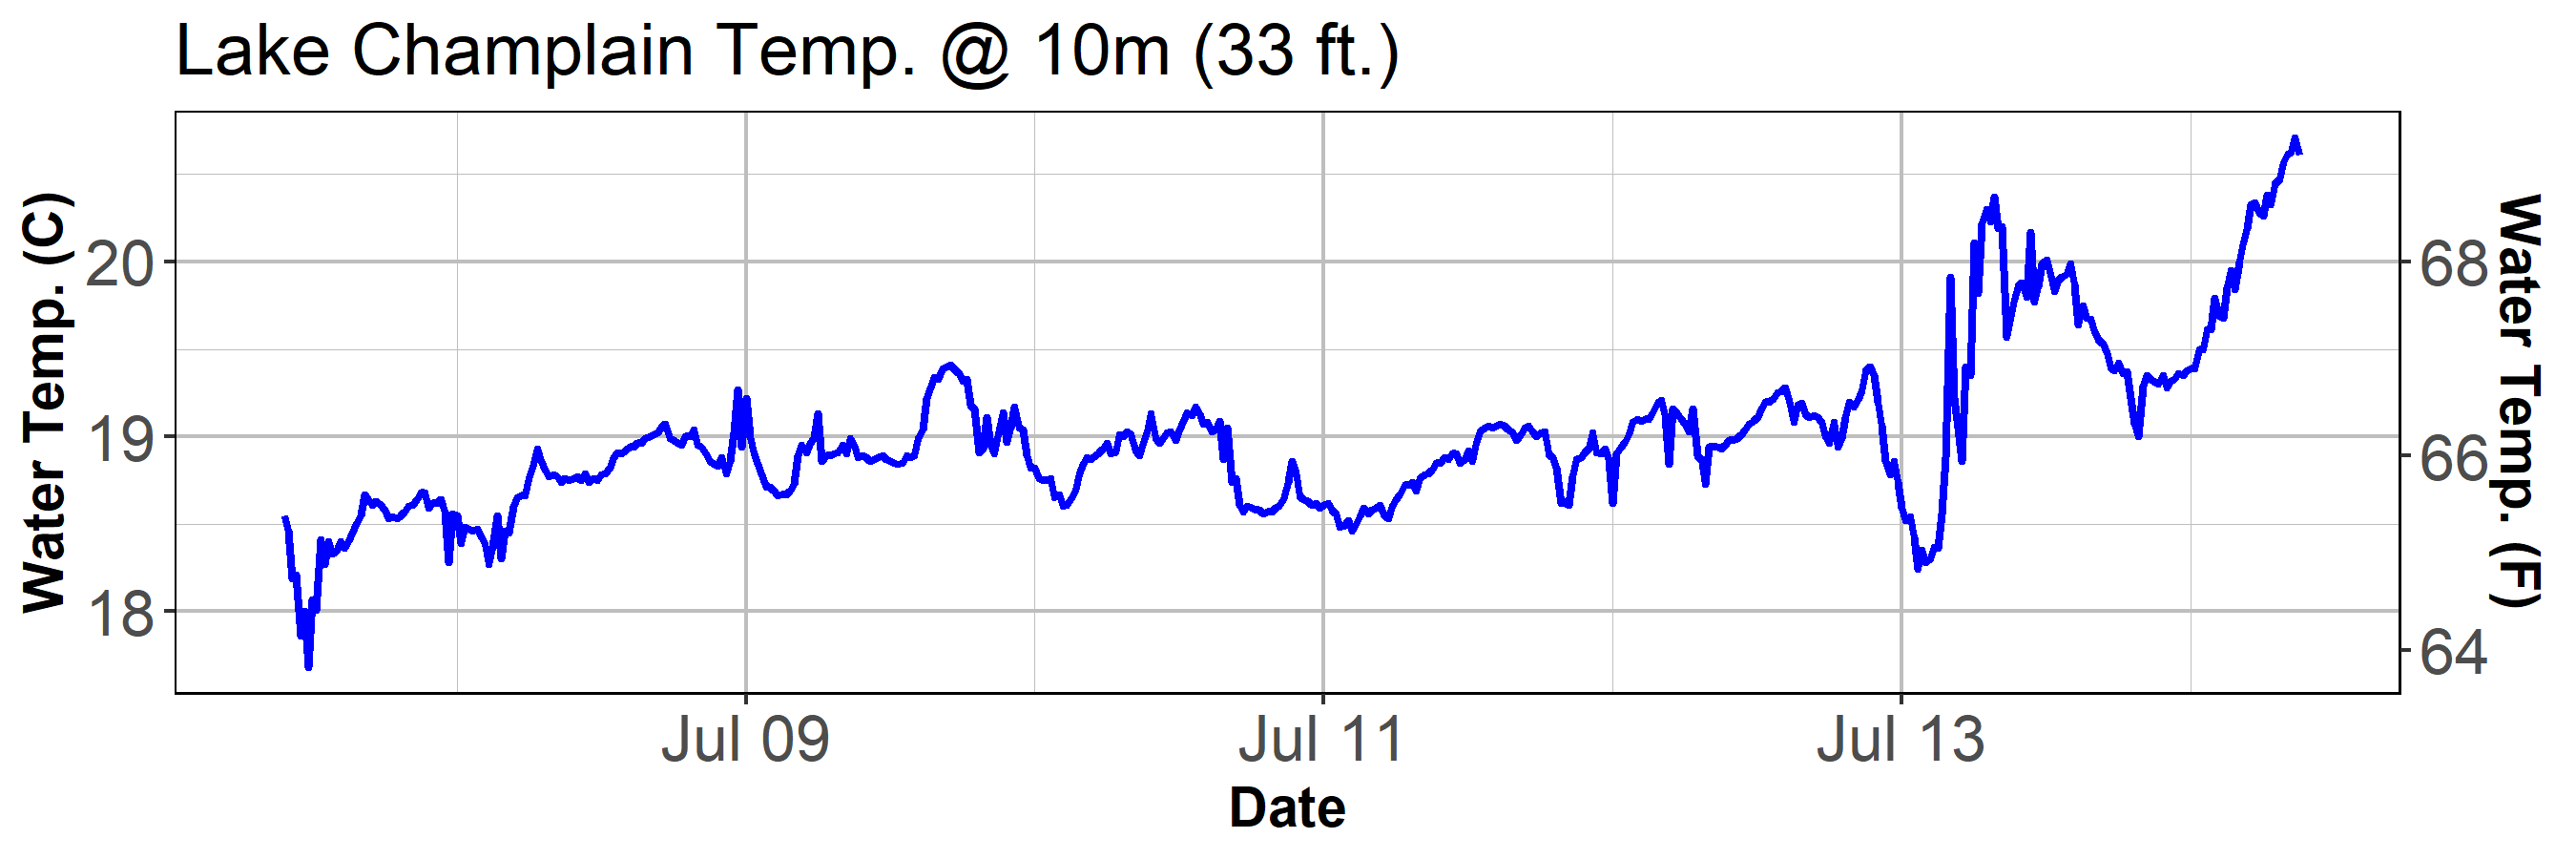 Lake Champlain Temp. @ 10m (33 ft.)
Water Temp. (C)
20
19
18
68
66
64
Water Temp. (F)
Jul 09
Jul 11
Jul 13
Date